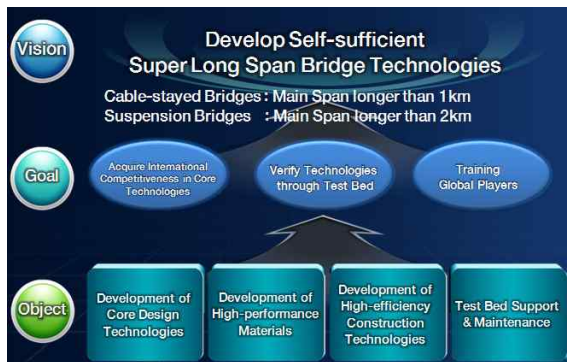 Vision
Develop Self-sufficient
Super Long Span Bridge Technologies
Cable-stayed Bridges : Main Span longer than 1km
Suspension Bridges : Main Span longer than 2km
Goal
Acquire International
Competitiveness in Core
Technologies
Verify Technologies
through Test Bed
Training
Global Players
Object
Development of
Core Design
Technologies
Development of
High-performance
Materials
Development of
High-efficiency
Construction
Technologies
Test Bed Support
& Maintenance